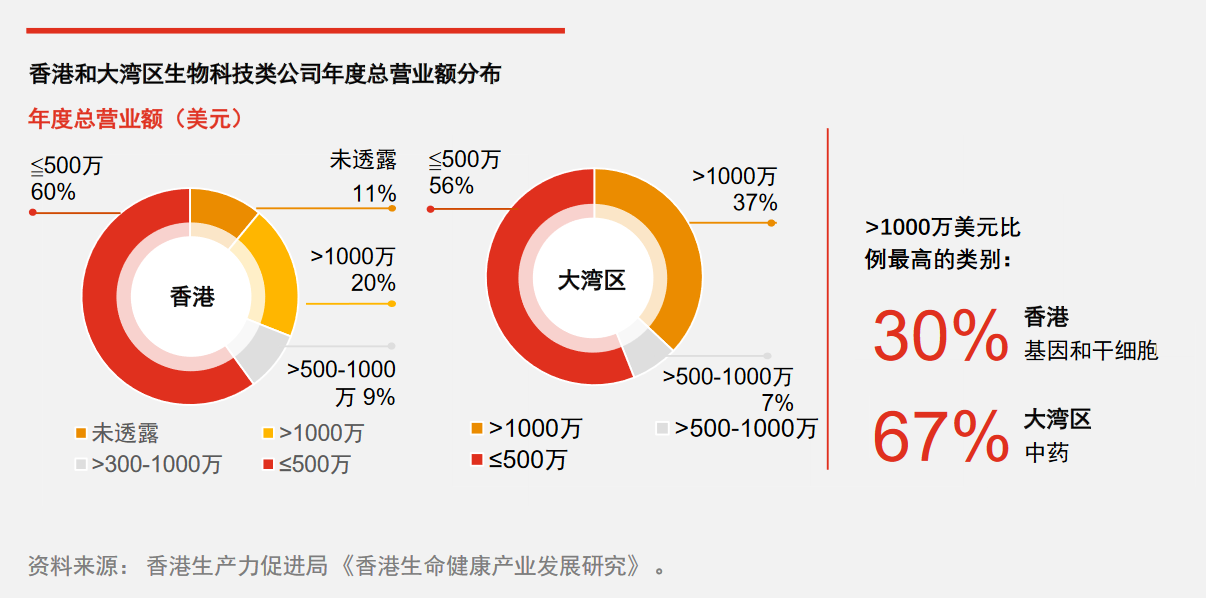 香港和大湾区生物科技类公司年度总营业额分布
年度总营业额（美元）
≦500万
60%
未透露
11%
>1000万
20%
>500-1000
万 9%
香港
未透露
>1000万
>300-1000万
≤500万
≦500万
56%
>1000万
37%
>500-1000万
7%
大湾区
>1000万
>500-1000万
≤500万
>1000万美元比
例最高的类别：
30%
香港
基因和干细胞
67%
大湾区
中药
资料来源： 香港生产力促进局《香港生命健康产业发展研究》 。